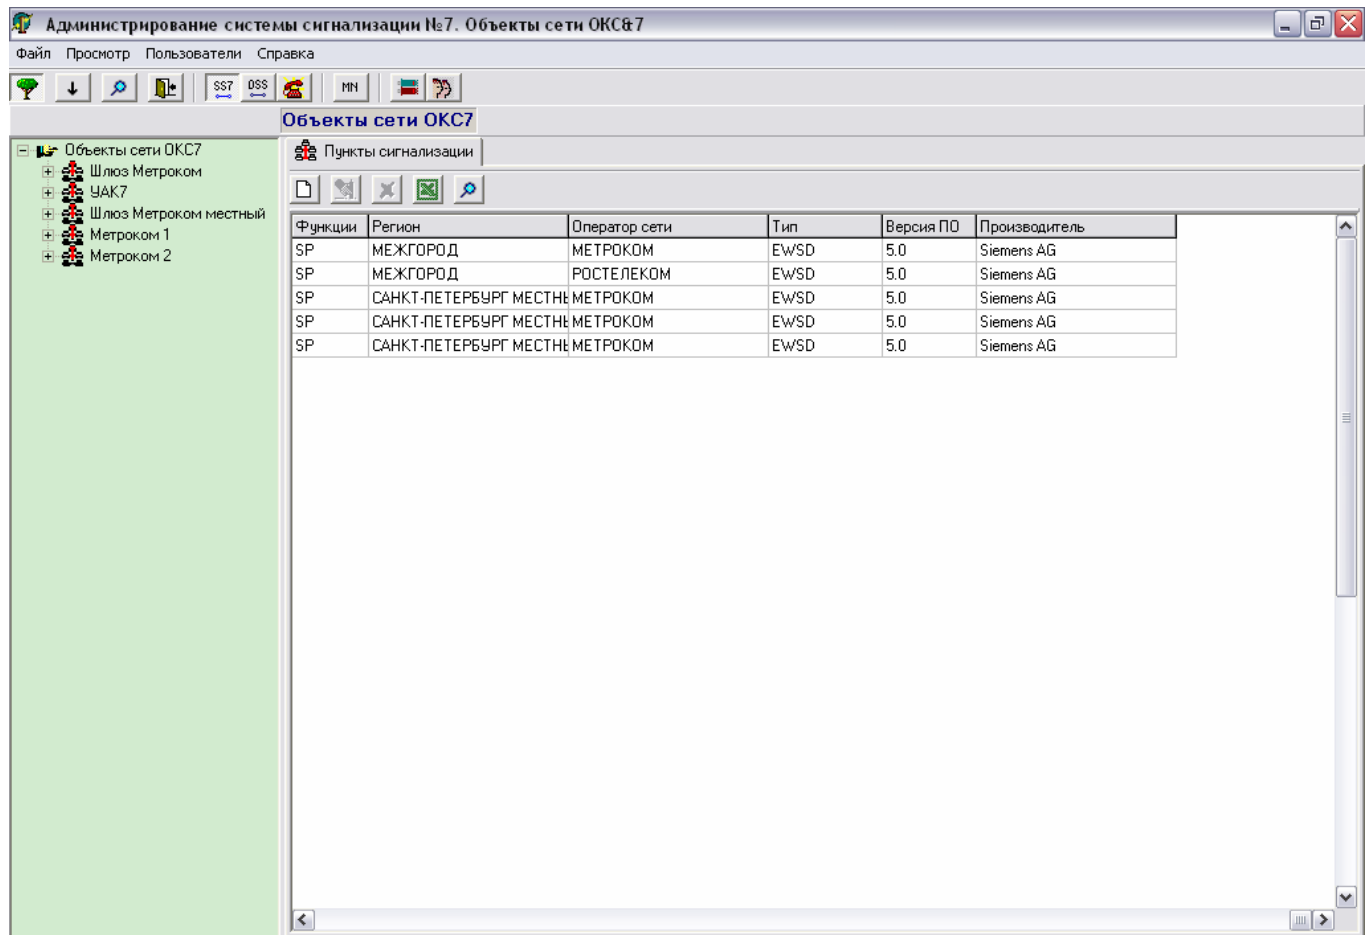 Администрирование системы сигнализации №7. Объекты сети ОКС&7
Файл Просмотр Пользователи Справка
SS7 DSS MN
Объекты сети ОКС7
Объекты сети ОКС7
Шлюз Метроком
УАК7
Шлюз Метроком местный
Метроком 1
Метроком 2
Пункты сигнализации
Функции Регион Оператор сети Тип Версия ПО Производитель
SP МЕЖГОРОД МЕТРОКОМ EWSD 5.0 Siemens AG
SP МЕЖГОРОД РОСТЕЛЕКОМ EWSD 5.0 Siemens AG
SP САНКТ-ПЕТЕРБУРГ МЕСТНЫ МЕТРОКОМ EWSD 5.0 Siemens AG
SP САНКТ-ПЕТЕРБУРГ МЕСТНЫ МЕТРОКОМ EWSD 5.0 Siemens AG
SP САНКТ-ПЕТЕРБУРГ МЕСТНЫ МЕТРОКОМ EWSD 5.0 Siemens AG